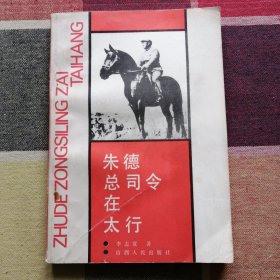 ZHUDE ZONGSILING ZAI
TAIHANG
朱德
总司令
在
太行
李志宽 著
山西人民出版社